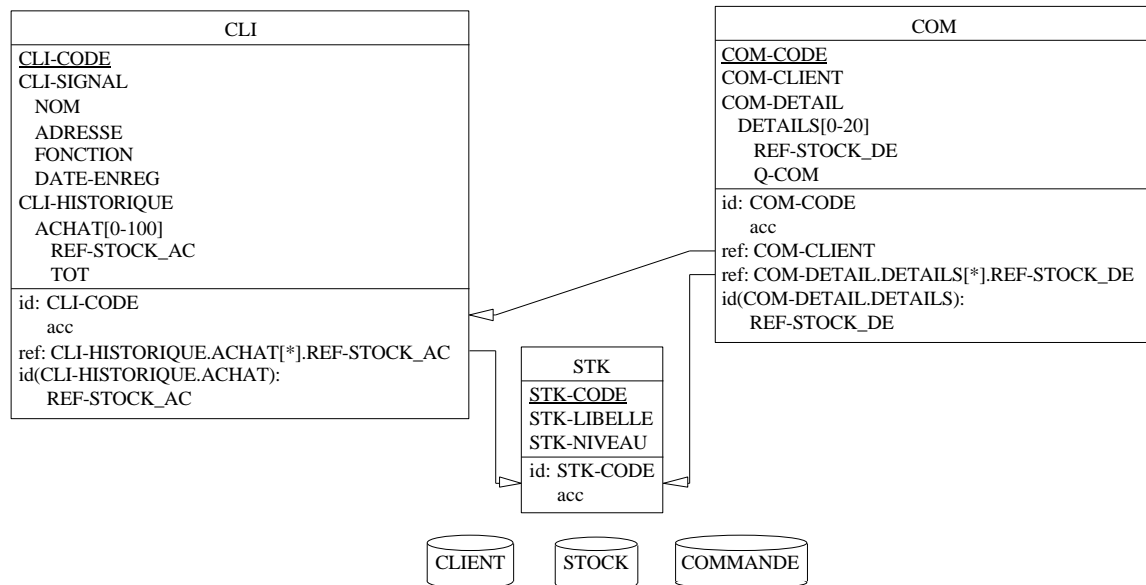 CLI
CLI-CODE
CLI-SIGNAL
NOM
ADRESSE
FONCTION
DATE-ENREG
CLI-HISTORIQUE
ACHAT[0-100]
REF-STOCK_AC
TOT
id: CLI-CODE
acc
ref: CLI-HISTORIQUE.ACHAT[*].REF-STOCK_AC
id(CLI-HISTORIQUE.ACHAT):
REF-STOCK_AC
COM
COM-CODE
COM-CLIENT
COM-DETAIL
DETAILS[0-20]
REF-STOCK_DE
Q-COM
id: COM-CODE
acc
ref: COM-CLIENT
ref: COM-DETAIL.DETAILS[*].REF-STOCK_DE
id(COM-DETAIL.DETAILS):
REF-STOCK_DE
STK
STK-CODE
STK-LIBELLE
STK-NIVEAU
id: STK-CODE
acc
CLIENT
STOCK
COMMANDE